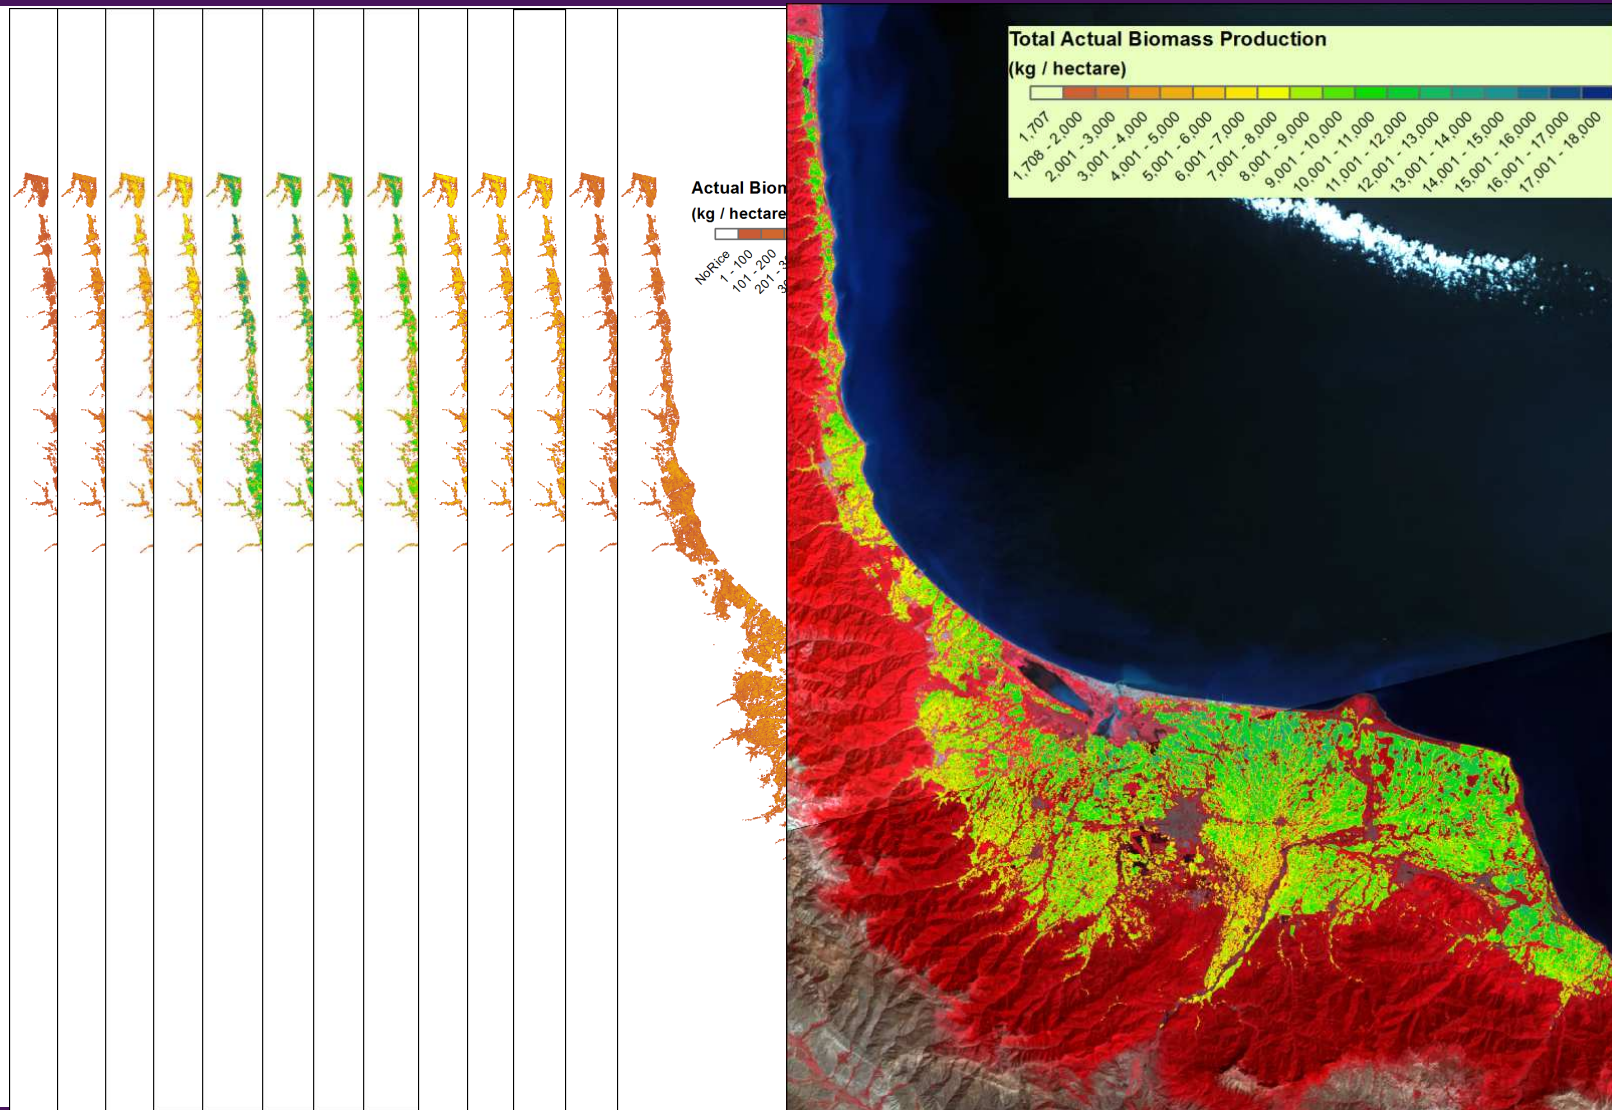 Total Actual Biomass Production
(kg / hectare)
1,707
1,708 - 2,000
2,001 - 3,000
3,001 - 4,000
4,001 - 5,000
5,001 - 6,000
6,001 - 7,000
7,001 - 8,000
8,001 - 9,000
9,001 - 10,000
10,001 - 11,000
11,001 - 12,000
12,001 - 13,000
13,001 - 14,000
14,001 - 15,000
15,001 - 16,000
16,001 - 17,000
17,001 - 18,000
Actual Bion
(kg / hectare
NoRice
1 - 100
101 - 200
201 - 3